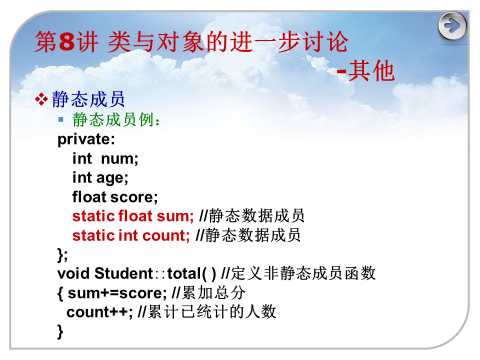 第8讲 类与对象的进一步讨论
-其他
静态成员
静态成员例：
private:
int num;
int age;
float score;
static float sum; //静态数据成员
static int count; //静态数据成员
};
void Student::total( ) //定义非静态成员函数
{ sum+=score; //累加总分
count++; //累计已统计的人数
}